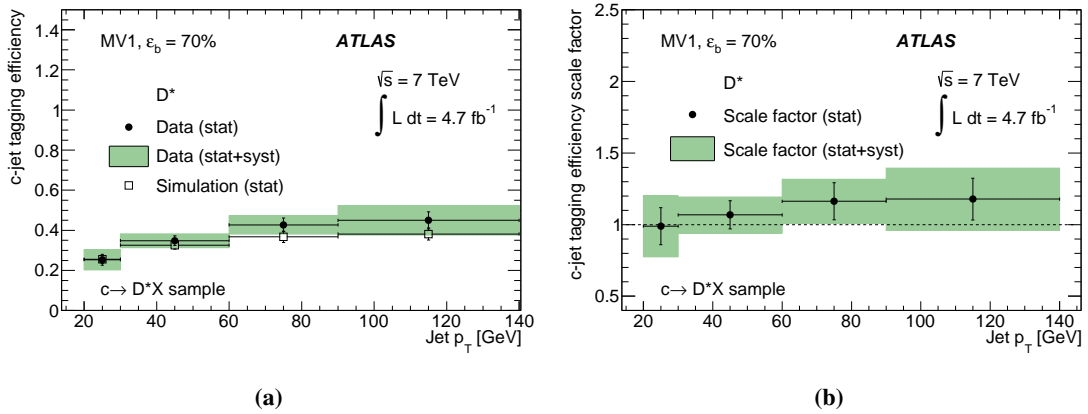 c-jet tagging efficiency
1.4
1.2
1
0.8
0.6
0.4
0.2
0
MV1, ε_b = 70%
ATLAS
√s = 7 TeV
∫ L dt = 4.7 fb⁻¹
D*
Data (stat)
Data (stat+syst)
Simulation (stat)
c→ D*X sample
20 40 60 80 100 120 140
Jet p_T [GeV]
(a)
c-jet tagging efficiency scale factor
2.5
2
1.5
1
0.5
MV1, ε_b = 70%
ATLAS
√s = 7 TeV
∫ L dt = 4.7 fb⁻¹
D*
Scale factor (stat)
Scale factor (stat+syst)
c→ D*X sample
20 40 60 80 100 120 140
Jet p_T [GeV]
(b)